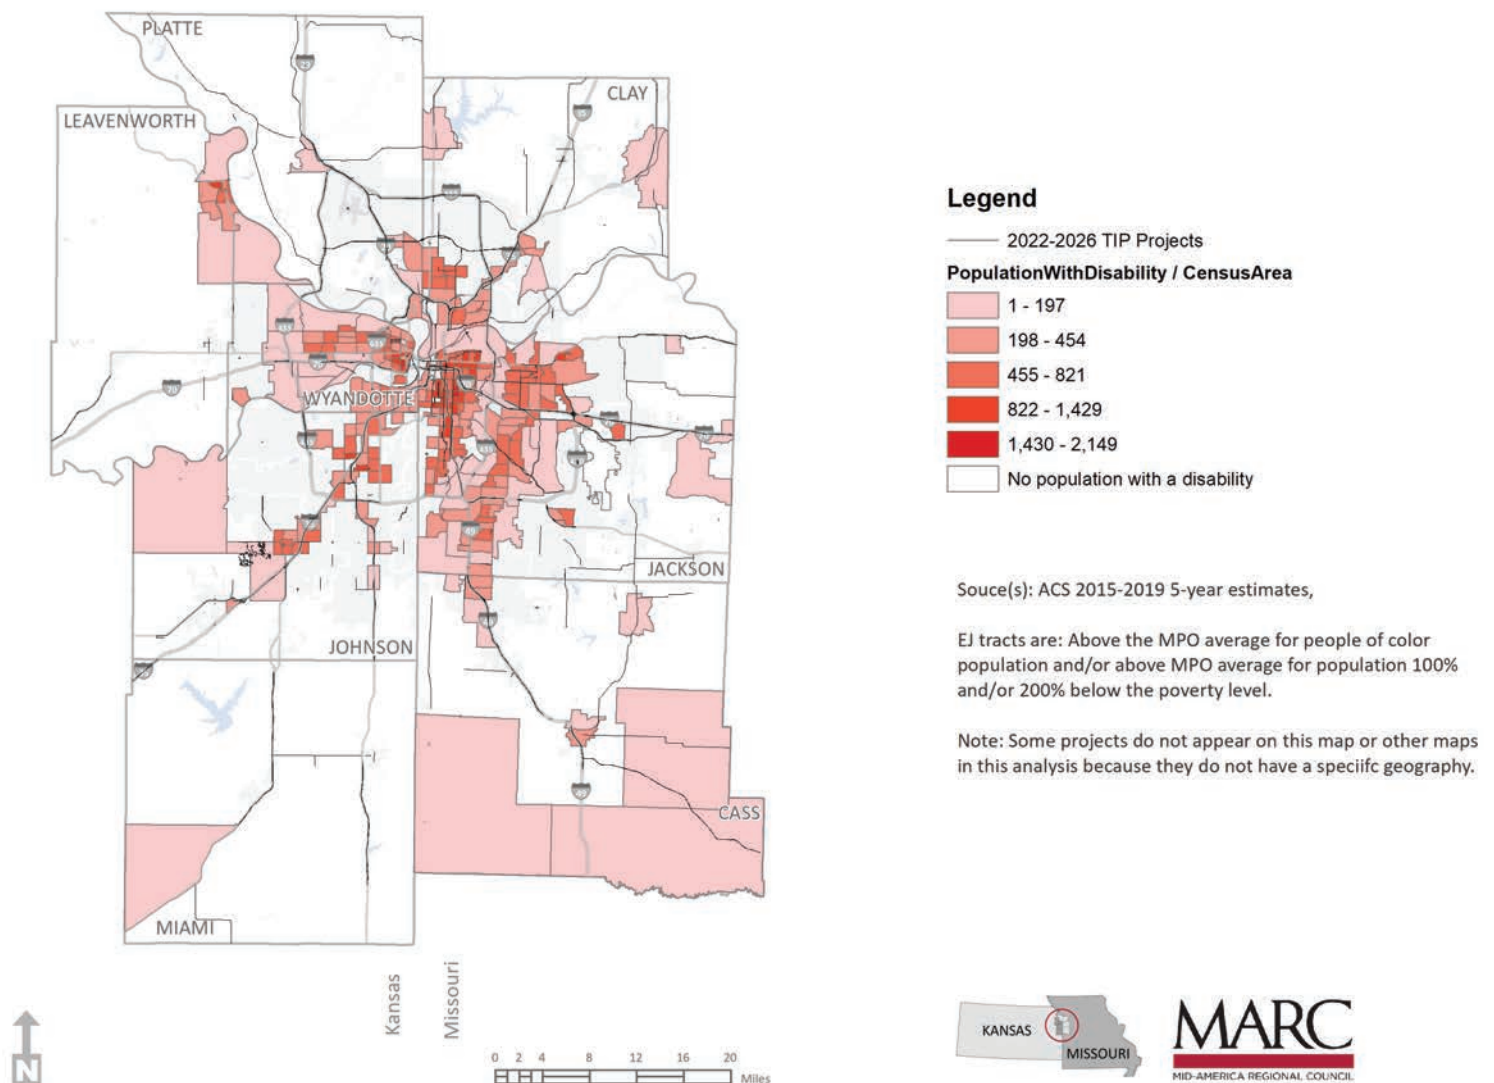 PLATTE
CLAY
LEAVENWORTH
WYANDOTTE
JACKSON
JOHNSON
CASS
MIAMI
Kansas
Missouri
N
0 2 4 8 12 16 20
Miles
Legend
2022-2026 TIP Projects
PopulationWithDisability / CensusArea
1 - 197
198 - 454
455 - 821
822 - 1,429
1,430 - 2,149
No population with a disability
Souce(s): ACS 2015-2019 5-year estimates,
EJ tracts are: Above the MPO average for people of color
population and/or above MPO average for population 100%
and/or 200% below the poverty level.
Note: Some projects do not appear on this map or other maps
in this analysis because they do not have a speciifc geography.
KANSAS
MISSOURI
MARC
MID-AMERICA REGIONAL COUNCIL